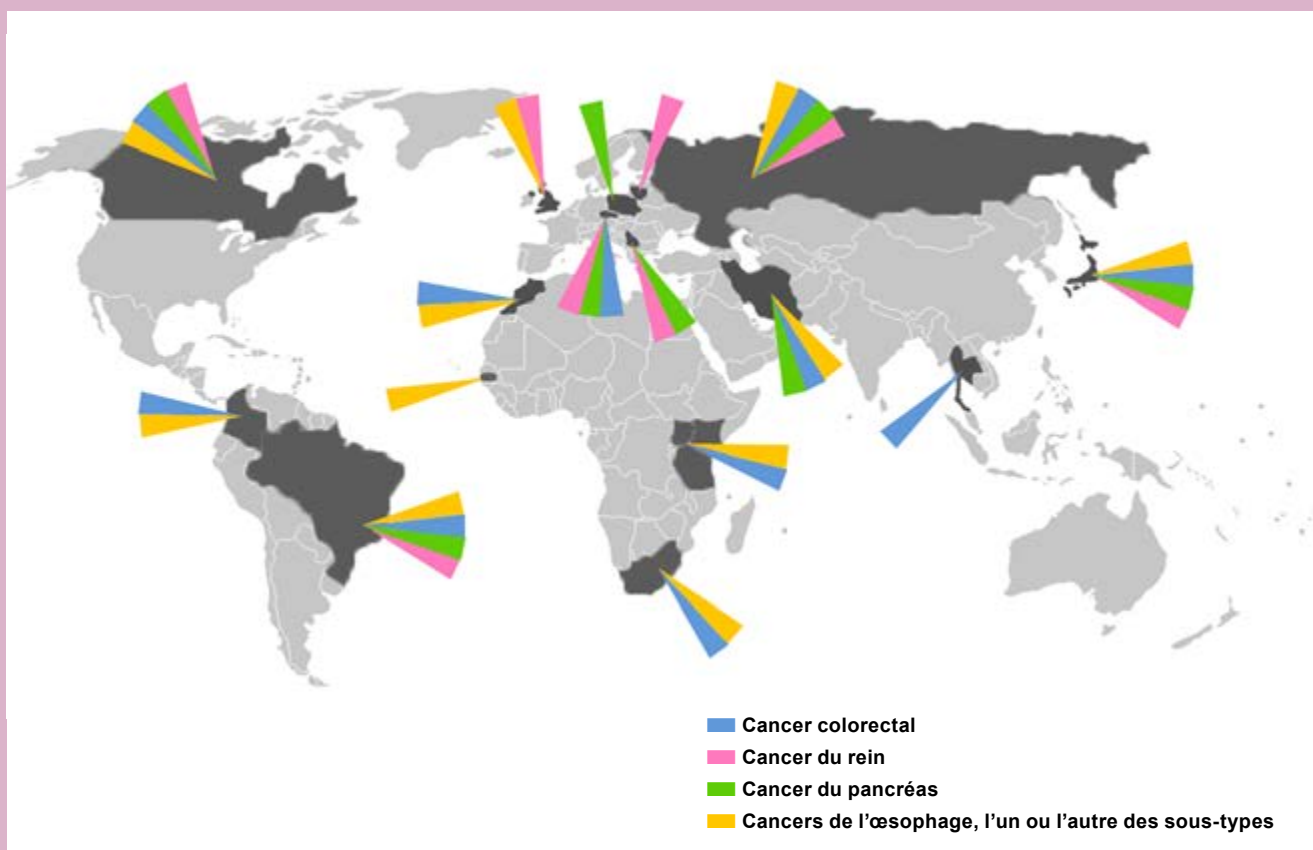 Cancer colorectal
Cancer du rein
Cancer du pancréas
Cancers de l’œsophage, l’un ou l’autre des sous-types